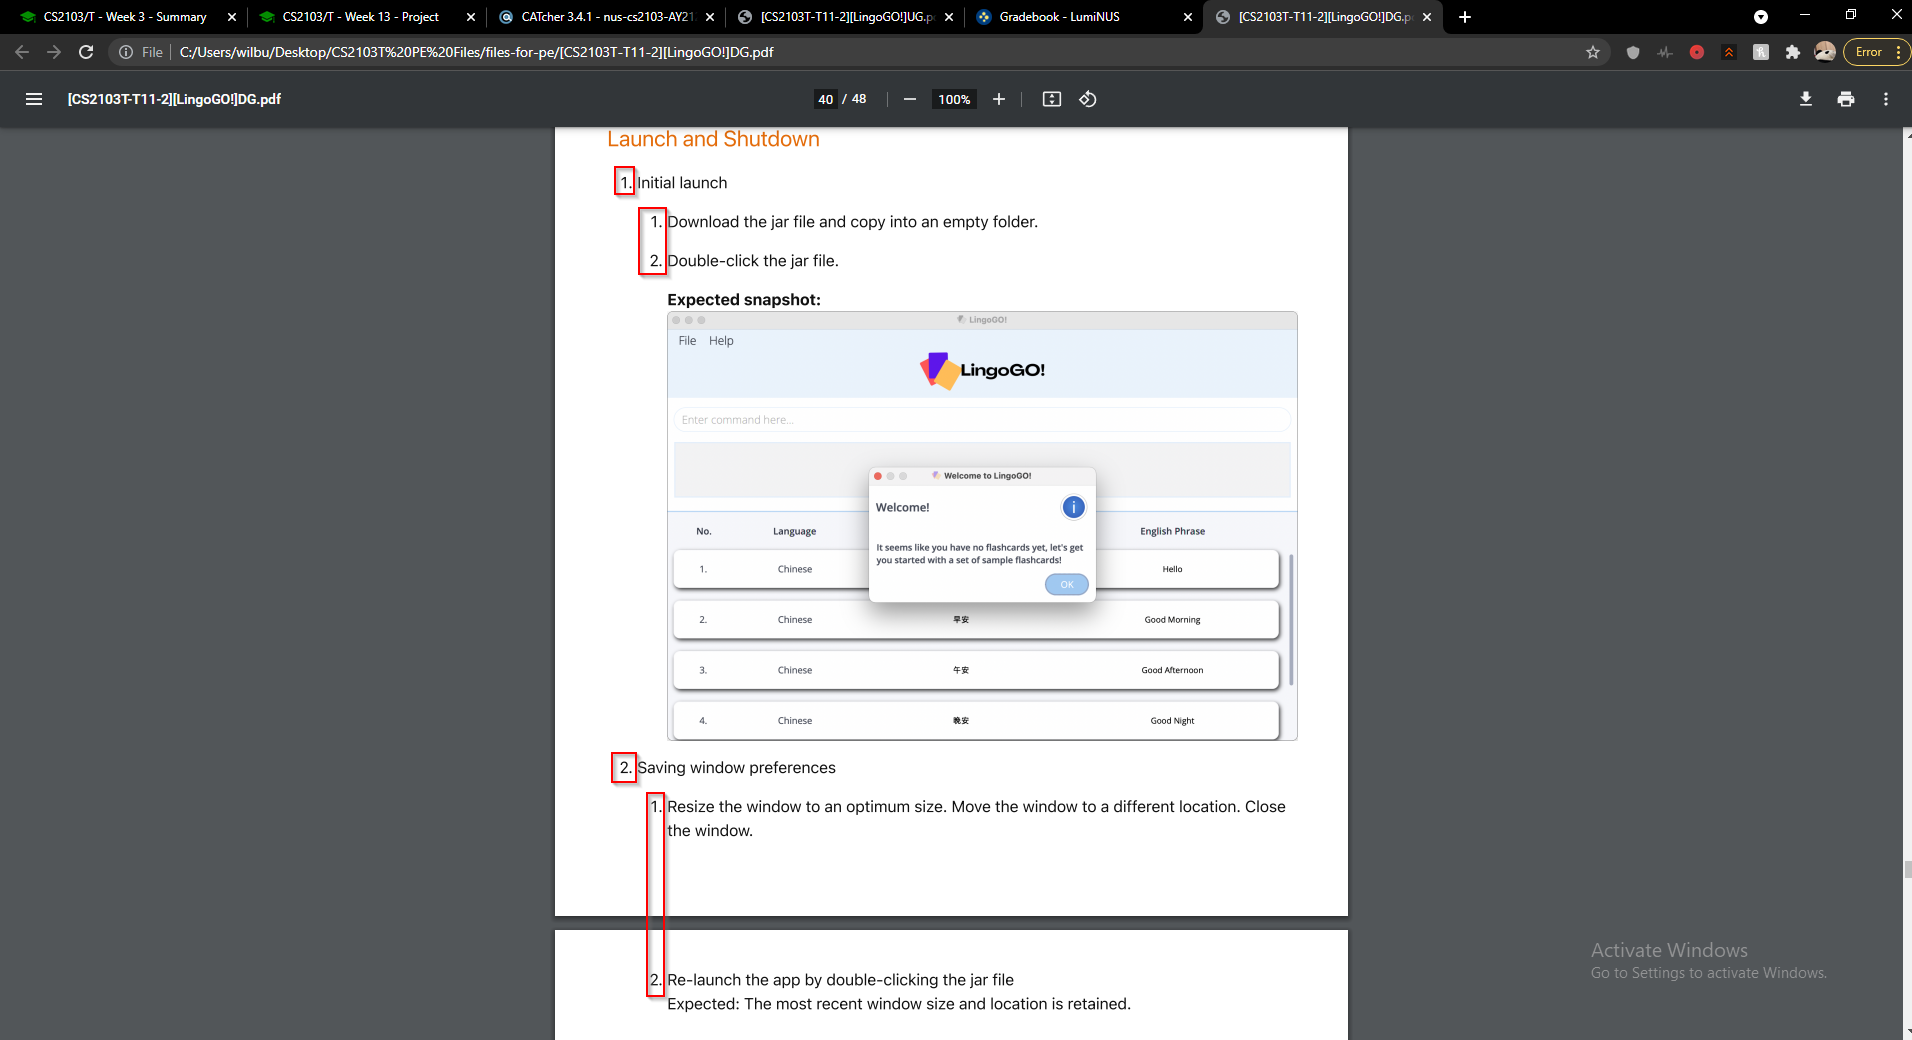 CS2103/T - Week 3 - Summary
CS2103/T - Week 13 - Project
CATcher 3.4.1 - nus-cs2103-AY21
[CS2103T-T11-2][LingoGO!]UG.p
Gradebook - LumiNUS
[CS2103T-T11-2][LingoGO!]DG.p
File
C:/Users/wilbu/Desktop/CS2103T%20PE%20Files/files-for-pe/[CS2103T-T11-2][LingoGO!]DG.pdf
Error
[CS2103T-T11-2][LingoGO!]DG.pdf
40 / 48
100%
Launch and Shutdown
1. Initial launch
1. Download the jar file and copy into an empty folder.
2. Double-click the jar file.
Expected snapshot:
LingoGO!
File Help
LingoGO!
Enter command here...
Welcome to LingoGO!
Welcome!
It seems like you have no flashcards yet, let's get
you started with a set of sample flashcards!
OK
No. Language English Phrase
1. Chinese Hello
2. Chinese 早安 Good Morning
3. Chinese 午安 Good Afternoon
4. Chinese 晚安 Good Night
2. Saving window preferences
1. Resize the window to an optimum size. Move the window to a different location. Close
the window.
2. Re-launch the app by double-clicking the jar file
Expected: The most recent window size and location is retained.
Activate Windows
Go to Settings to activate Windows.